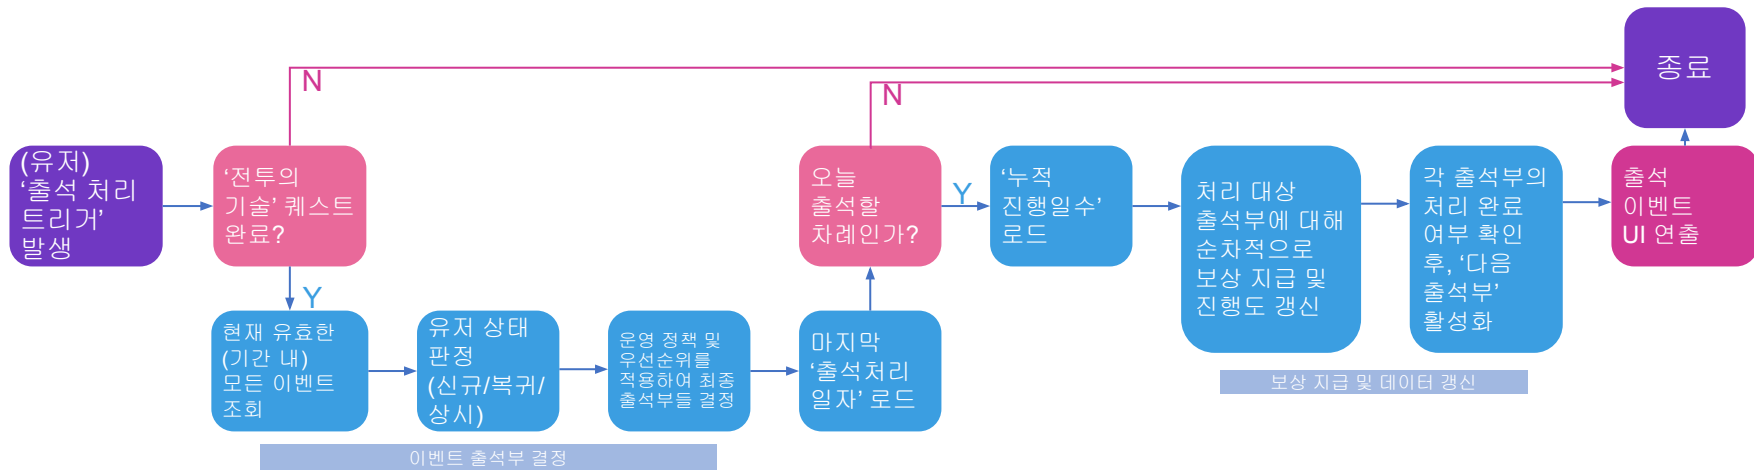 (유저)
‘출석 처리
트리거’
발생
‘전투의
기술’ 퀘스트
완료?
N
Y
현재 유효한
(기간 내)
모든 이벤트
조회
유저 상태
판정
(신규/복귀/
상시)
운영 정책 및
우선순위를
적용하여 최종
출석부들 결정
이벤트 출석부 결정
마지막
‘출석처리
일자’ 로드
오늘
출석할
차례인가?
N
Y
‘누적
진행일수’
로드
처리 대상
출석부에 대해
순차적으로
보상 지급 및
진행도 갱신
각 출석부의
처리 완료
여부 확인
후, ‘다음
출석부’
활성화
보상 지급 및 데이터 갱신
출석
이벤트
UI 연출
종료